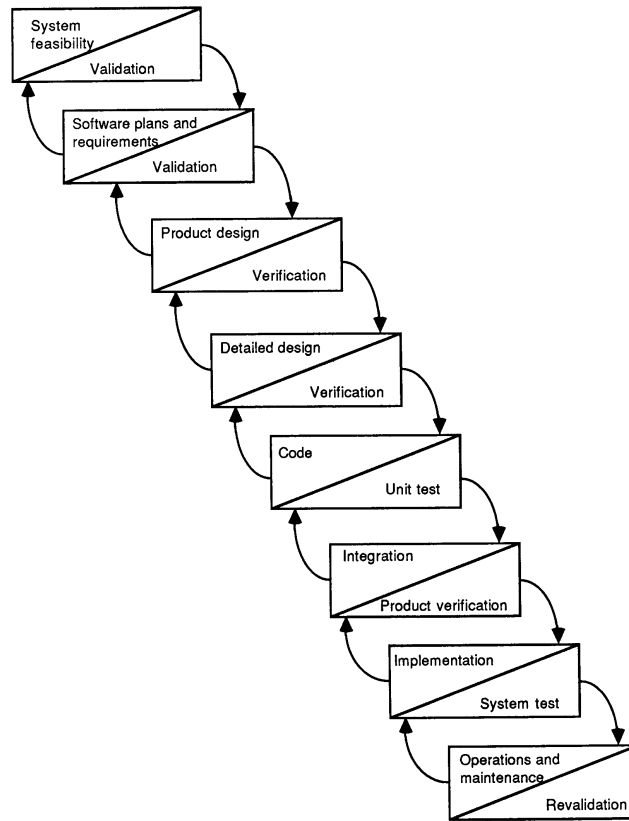 System
feasibility
Validation
Software plans and
requirements
Validation
Product design
Verification
Detailed design
Verification
Code
Unit test
Integration
Product verification
Implementation
System test
Operations and
maintenance
Revalidation